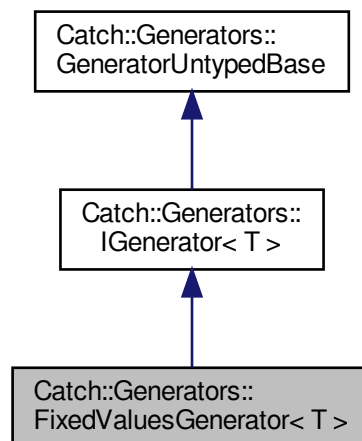 Catch::Generators::
GeneratorUntypedBase
Catch::Generators::
IGenerator< T >
Catch::Generators::
FixedValuesGenerator< T >